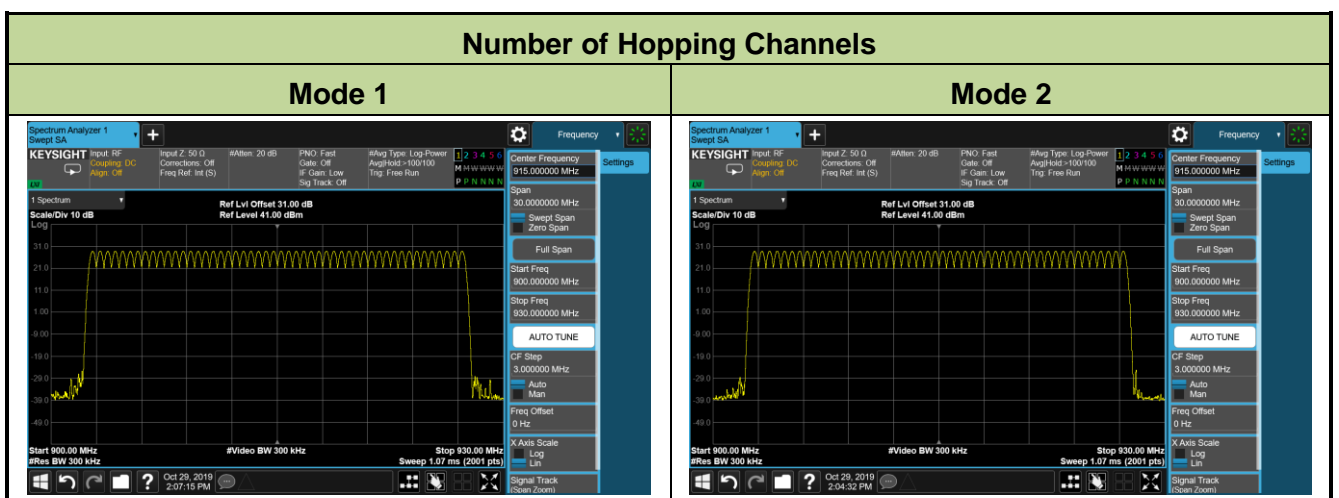 Number of Hopping Channels
Mode 1
Mode 2
Spectrum Analyzer 1
Swept SA
Frequency
KEYSIGHT
Input: RF
Coupling: DC
Align: Off
Input Z: 50 Ω
Corrections: Off
Freq Ref: Int (S)
#Atten: 20 dB
PNO: Fast
Gate: Off
IF Gain: Low
Sig Track: Off
#Avg Type: Log-Power
Avg|Hold:>100/100
Trig: Free Run
1 2 3 4 5 6
M M W W W W
P P N N N N
1 Spectrum
Scale/Div 10 dB
Log
Ref Lvl Offset 31.00 dB
Ref Level 41.00 dBm
31.0
21.0
11.0
1.00
-9.00
-19.0
-29.0
-39.0
-49.0
Start 900.00 MHz
#Res BW 300 kHz
#Video BW 300 kHz
Stop 930.00 MHz
Sweep 1.07 ms (2001 pts)
Center Frequency
915.000000 MHz
Settings
Span
30.0000000 MHz
Swept Span
Zero Span
Full Span
Start Freq
900.000000 MHz
Stop Freq
930.000000 MHz
AUTO TUNE
CF Step
3.000000 MHz
Auto
Man
Freq Offset
0 Hz
X Axis Scale
Log
Lin
Signal Track
(Span Zoom)
?
Oct 29, 2019
2:07:15 PM
Spectrum Analyzer 1
Swept SA
Frequency
KEYSIGHT
Input: RF
Coupling: DC
Align: Off
Input Z: 50 Ω
Corrections: Off
Freq Ref: Int (S)
#Atten: 20 dB
PNO: Fast
Gate: Off
IF Gain: Low
Sig Track: Off
#Avg Type: Log-Power
Avg|Hold:>100/100
Trig: Free Run
1 2 3 4 5 6
M M W W W W
P P N N N N
1 Spectrum
Scale/Div 10 dB
Log
Ref Lvl Offset 31.00 dB
Ref Level 41.00 dBm
31.0
21.0
11.0
1.00
-9.00
-19.0
-29.0
-39.0
-49.0
Start 900.00 MHz
#Res BW 300 kHz
#Video BW 300 kHz
Stop 930.00 MHz
Sweep 1.07 ms (2001 pts)
Center Frequency
915.000000 MHz
Settings
Span
30.0000000 MHz
Swept Span
Zero Span
Full Span
Start Freq
900.000000 MHz
Stop Freq
930.000000 MHz
AUTO TUNE
CF Step
3.000000 MHz
Auto
Man
Freq Offset
0 Hz
X Axis Scale
Log
Lin
Signal Track
(Span Zoom)
?
Oct 29, 2019
2:04:32 PM